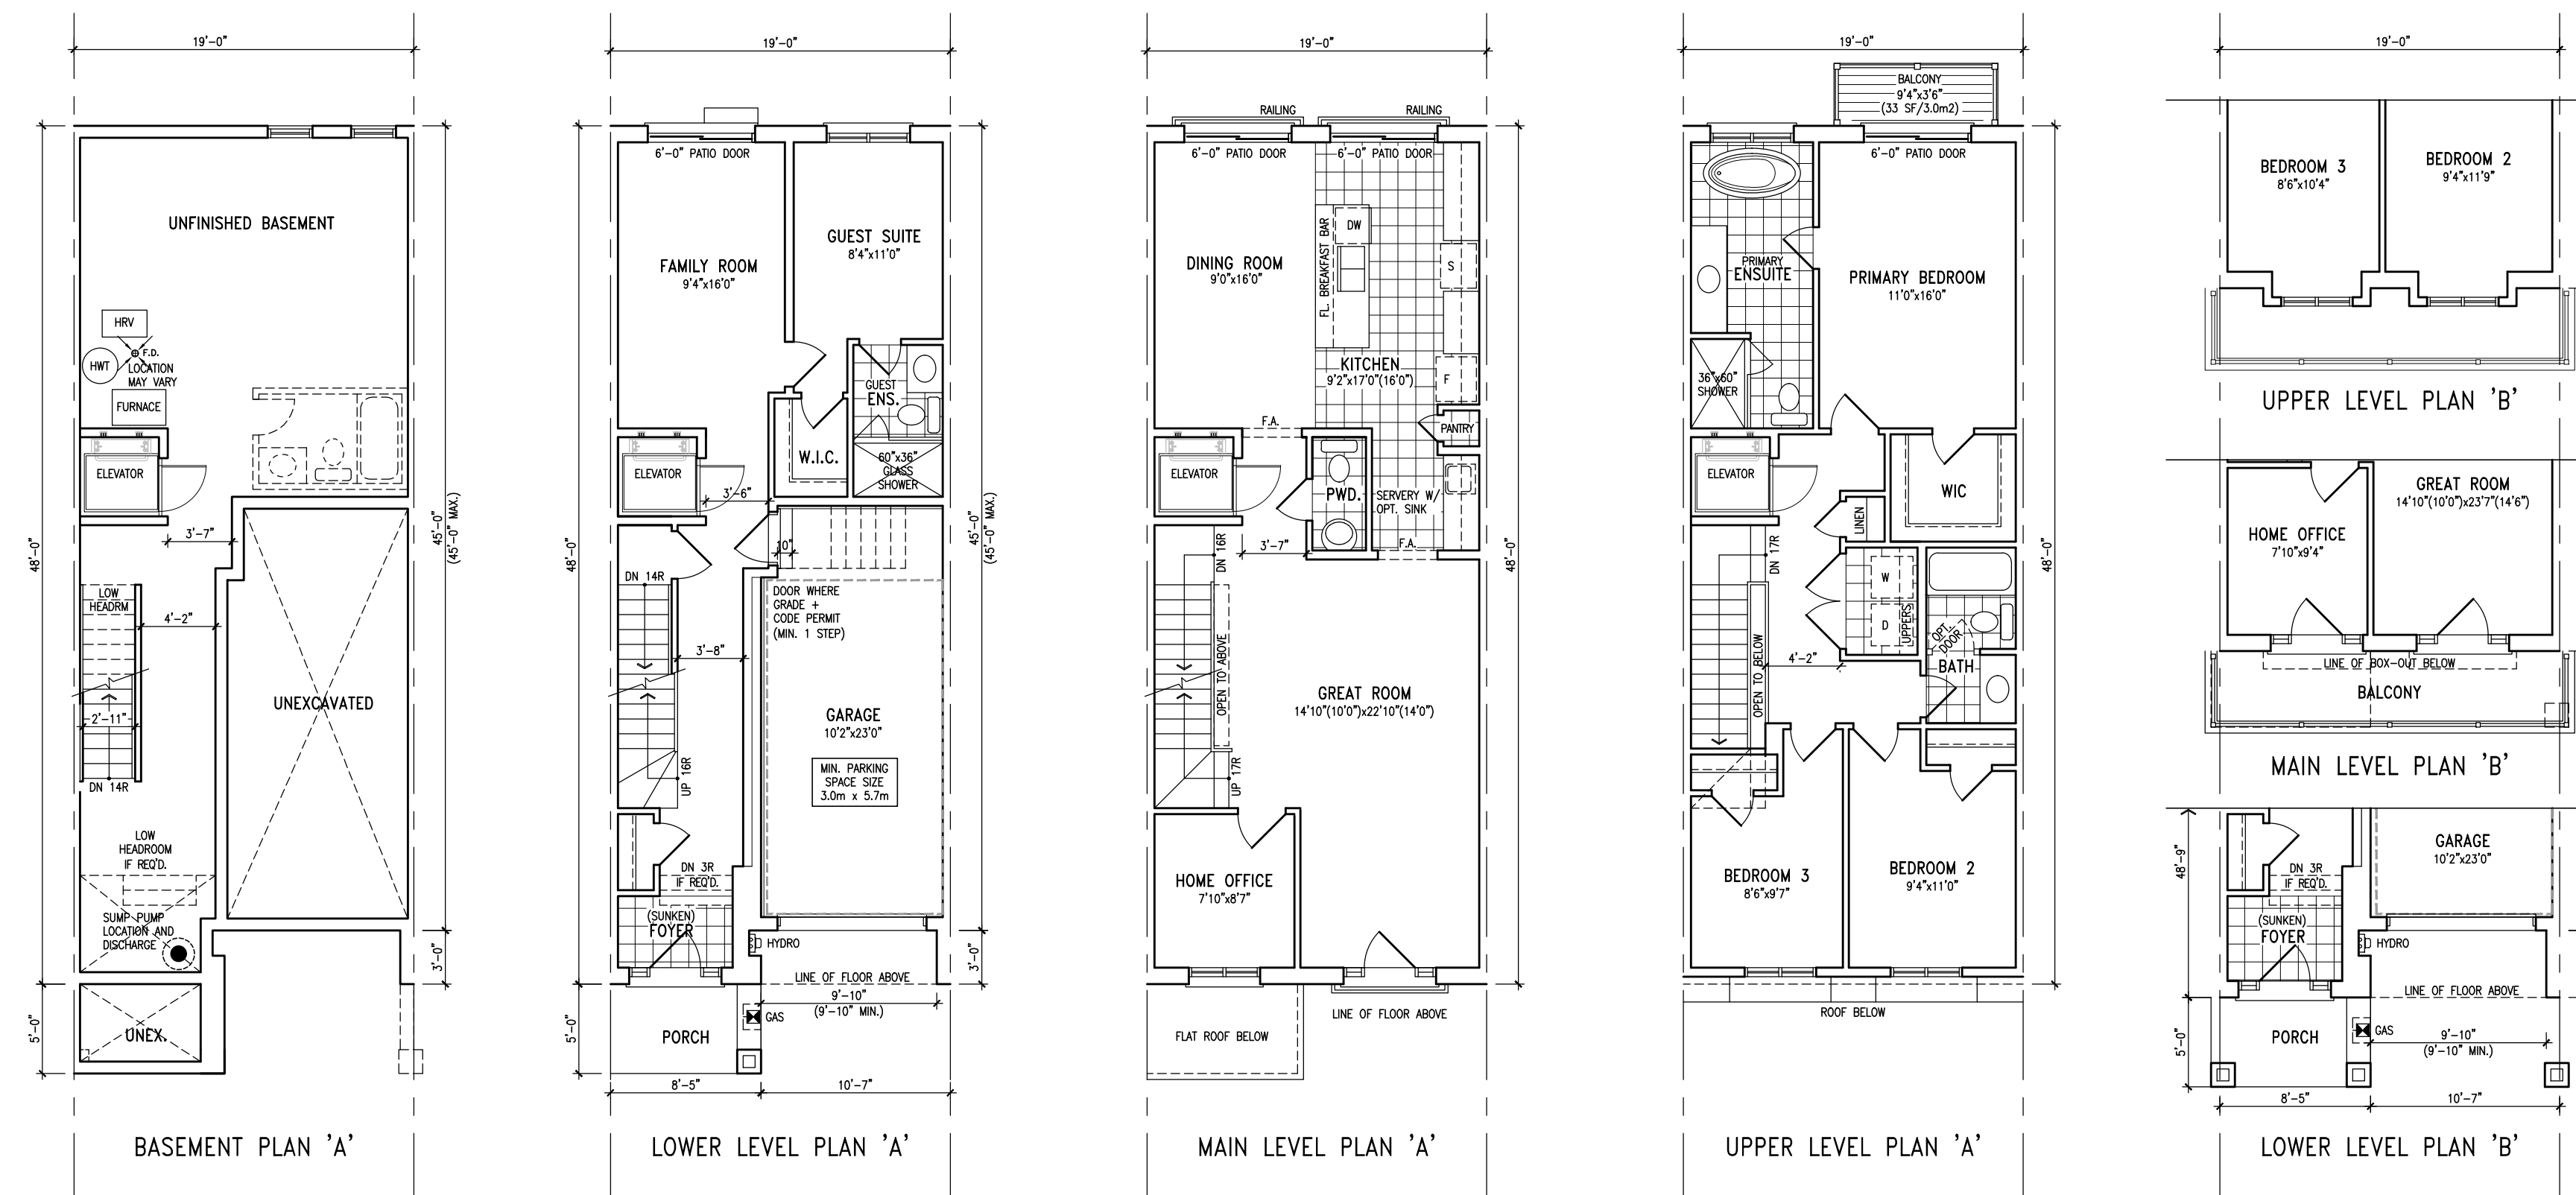 19'-0"
UNFINISHED BASEMENT
HRV
F.D.
HWT
LOCATION
MAY VARY
FURNACE
ELEVATOR
3'-7"
48'-0"
45'-0"
(45'-0" MAX.)
LOW
HEADRM
4'-2"
UNEXCAVATED
2'-11"
DN 14R
LOW
HEADROOM
IF REQ'D.
SUMP PUMP
LOCATION AND
DISCHARGE
3'-0"
5'-0"
UNEX.
BASEMENT PLAN 'A'
19'-0"
6'-0" PATIO DOOR
GUEST SUITE
8'4"x11'0"
FAMILY ROOM
9'4"x16'0"
GUEST
ENS.
W.I.C.
60"x36"
GLASS
SHOWER
ELEVATOR
3'-6"
10"
48'-0"
45'-0"
(45'-0" MAX.)
DN 14R
DOOR WHERE
GRADE +
CODE PERMIT
(MIN. 1 STEP)
3'-8"
GARAGE
10'2"x23'0"
MIN. PARKING
SPACE SIZE
3.0m x 5.7m
UP 16R
DN 3R
IF REQ'D.
(SUNKEN)
FOYER
HYDRO
3'-0"
LINE OF FLOOR ABOVE
9'-10"
(9'-10" MIN.)
GAS
5'-0"
PORCH
8'-5"
10'-7"
LOWER LEVEL PLAN 'A'
19'-0"
RAILING
RAILING
6'-0" PATIO DOOR
6'-0" PATIO DOOR
DW
FL. BREAKFAST BAR
DINING ROOM
9'0"x16'0"
S
KITCHEN
9'2"x17'0"(16'0")
F
F.A.
PANTRY
ELEVATOR
PWD.
SERVERY W/
OPT. SINK
F.A.
3'-7"
DN 16R
48'-0"
OPEN TO ABOVE
GREAT ROOM
14'10"(10'0")x22'10"(14'0")
UP 17R
HOME OFFICE
7'10"x8'7"
LINE OF FLOOR ABOVE
FLAT ROOF BELOW
MAIN LEVEL PLAN 'A'
19'-0"
BALCONY
9'4"x3'6"
(33 SF/3.0m2)
6'-0" PATIO DOOR
PRIMARY
ENSUITE
PRIMARY BEDROOM
11'0"x16'0"
36"x60"
SHOWER
ELEVATOR
WIC
LINEN
DN 17R
48'-0"
W
D
UPPERS
OPT.
DOOR
OPEN TO BELOW
4'-2"
BATH
BEDROOM 3
8'6"x9'7"
BEDROOM 2
9'4"x11'0"
ROOF BELOW
UPPER LEVEL PLAN 'A'
19'-0"
BEDROOM 3
8'6"x10'4"
BEDROOM 2
9'4"x11'9"
UPPER LEVEL PLAN 'B'
GREAT ROOM
14'10"(10'0")x23'7"(14'6")
HOME OFFICE
7'10"x9'4"
LINE OF BOX-OUT BELOW
BALCONY
MAIN LEVEL PLAN 'B'
GARAGE
10'2"x23'0"
48'-9"
DN 3R
IF REQ'D.
(SUNKEN)
FOYER
HYDRO
LINE OF FLOOR ABOVE
GAS
9'-10"
(9'-10" MIN.)
PORCH
5'-0"
8'-5"
10'-7"
LOWER LEVEL PLAN 'B'